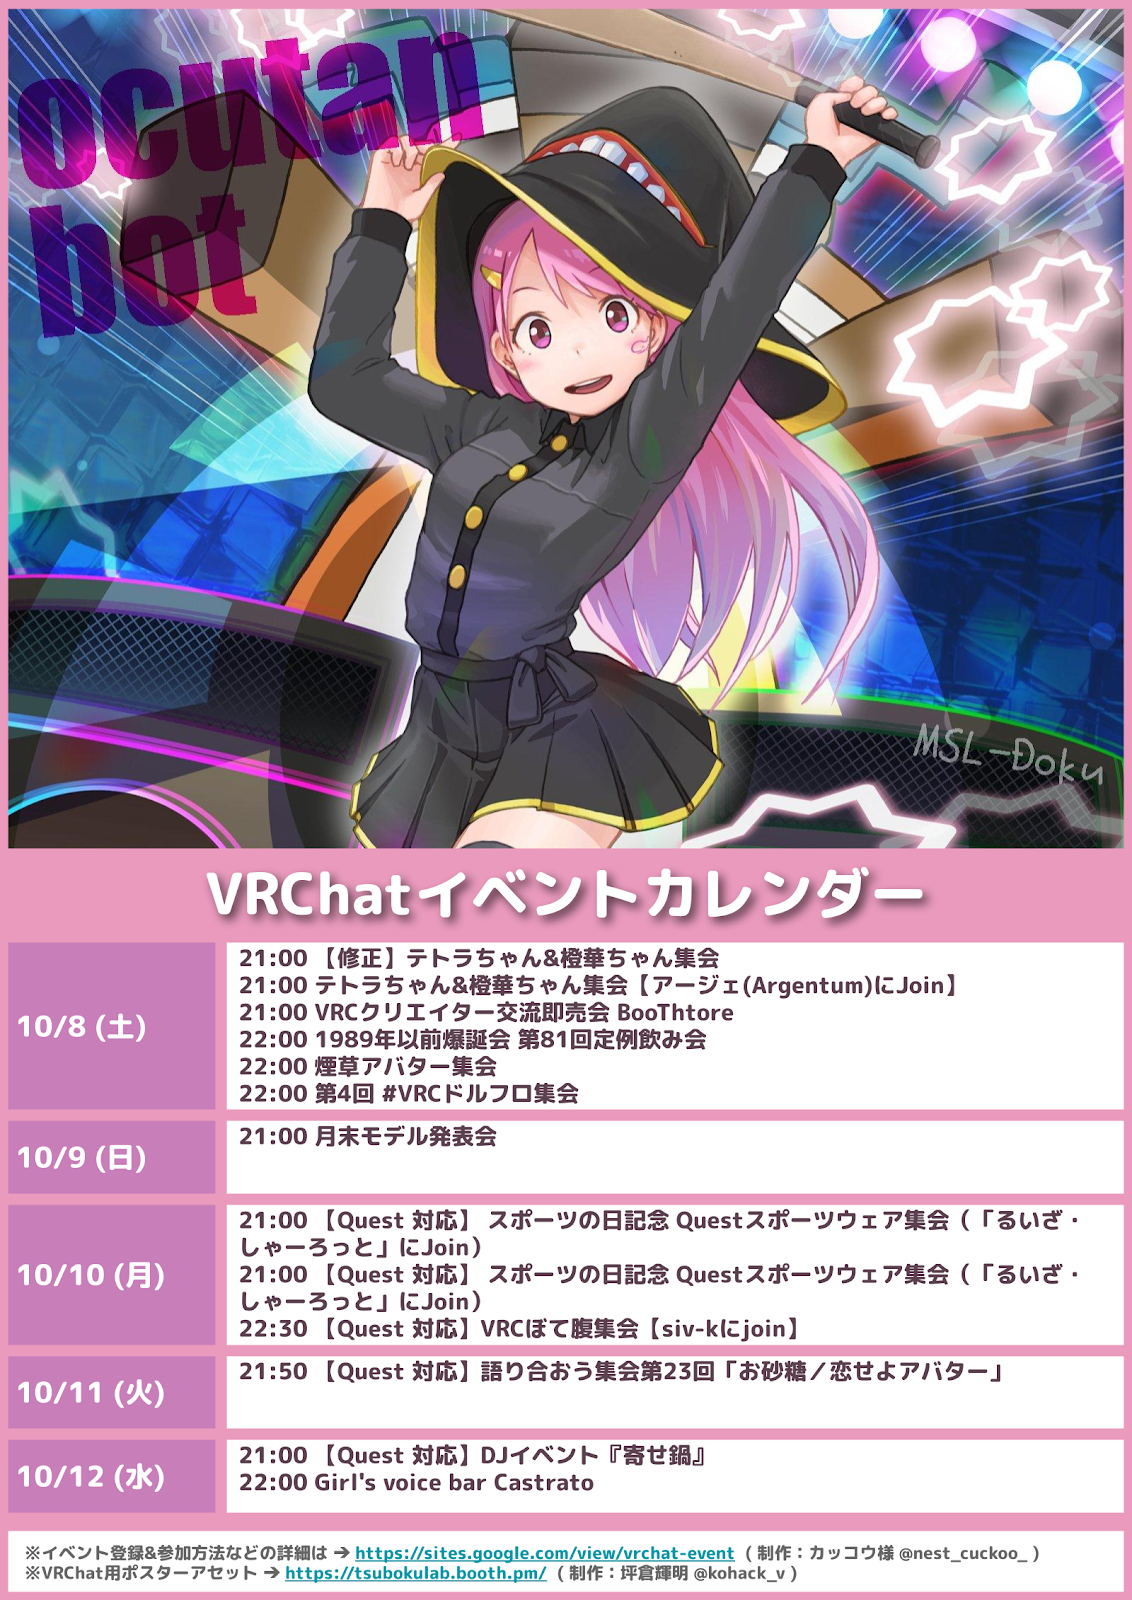 ocutan
bot
MSL-Doku
VRChatイベントカレンダー
10/8 (土)
21:00 【修正】テトラちゃん&橙華ちゃん集会
21:00 テトラちゃん&橙華ちゃん集会【アージェ(Argentum)にJoin】
21:00 VRCクリエイター交流即売会 BooThtore
22:00 1989年以前爆誕会 第81回定例飲み会
22:00 煙草アバター集会
22:00 第4回 #VRCドルフロ集会
10/9 (日)
21:00 月末モデル発表会
10/10 (月)
21:00 【Quest 対応】 スポーツの日記念 Questスポーツウェア集会（「るいざ・
しゃーろっと」にJoin）
21:00 【Quest 対応】 スポーツの日記念 Questスポーツウェア集会（「るいざ・
しゃーろっと」にJoin）
22:30 【Quest 対応】VRCぼて腹集会【siv-kにjoin】
10/11 (火)
21:50 【Quest 対応】語り合おう集会第23回「お砂糖／恋せよアバター」
10/12 (水)
21:00 【Quest 対応】DJイベント『寄せ鍋』
22:00 Girl's voice bar Castrato
※イベント登録&参加方法などの詳細は ➔ https://sites.google.com/view/vrchat-event （ 制作：カッコウ様 @nest_cuckoo_ ）
※VRChat用ポスターアセット ➔ https://tsubokulab.booth.pm/ （ 制作：坪倉輝明 @kohack_v ）